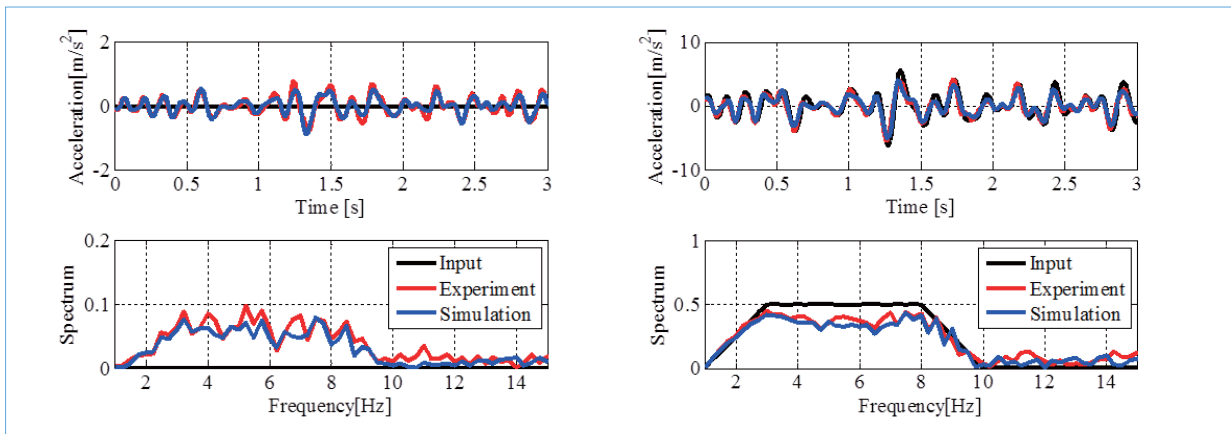 2
0
-2
Acceleration[m/s²]
0 0.5 1 1.5 2 2.5 3
Time [s]
10
0
-10
Acceleration[m/s²]
0 0.5 1 1.5 2 2.5 3
Time [s]
0.2
0.1
0
Spectrum
Input
Experiment
Simulation
2 4 6 8 10 12 14
Frequency[Hz]
1
0.5
0
Spectrum
Input
Experiment
Simulation
2 4 6 8 10 12 14
Frequency[Hz]